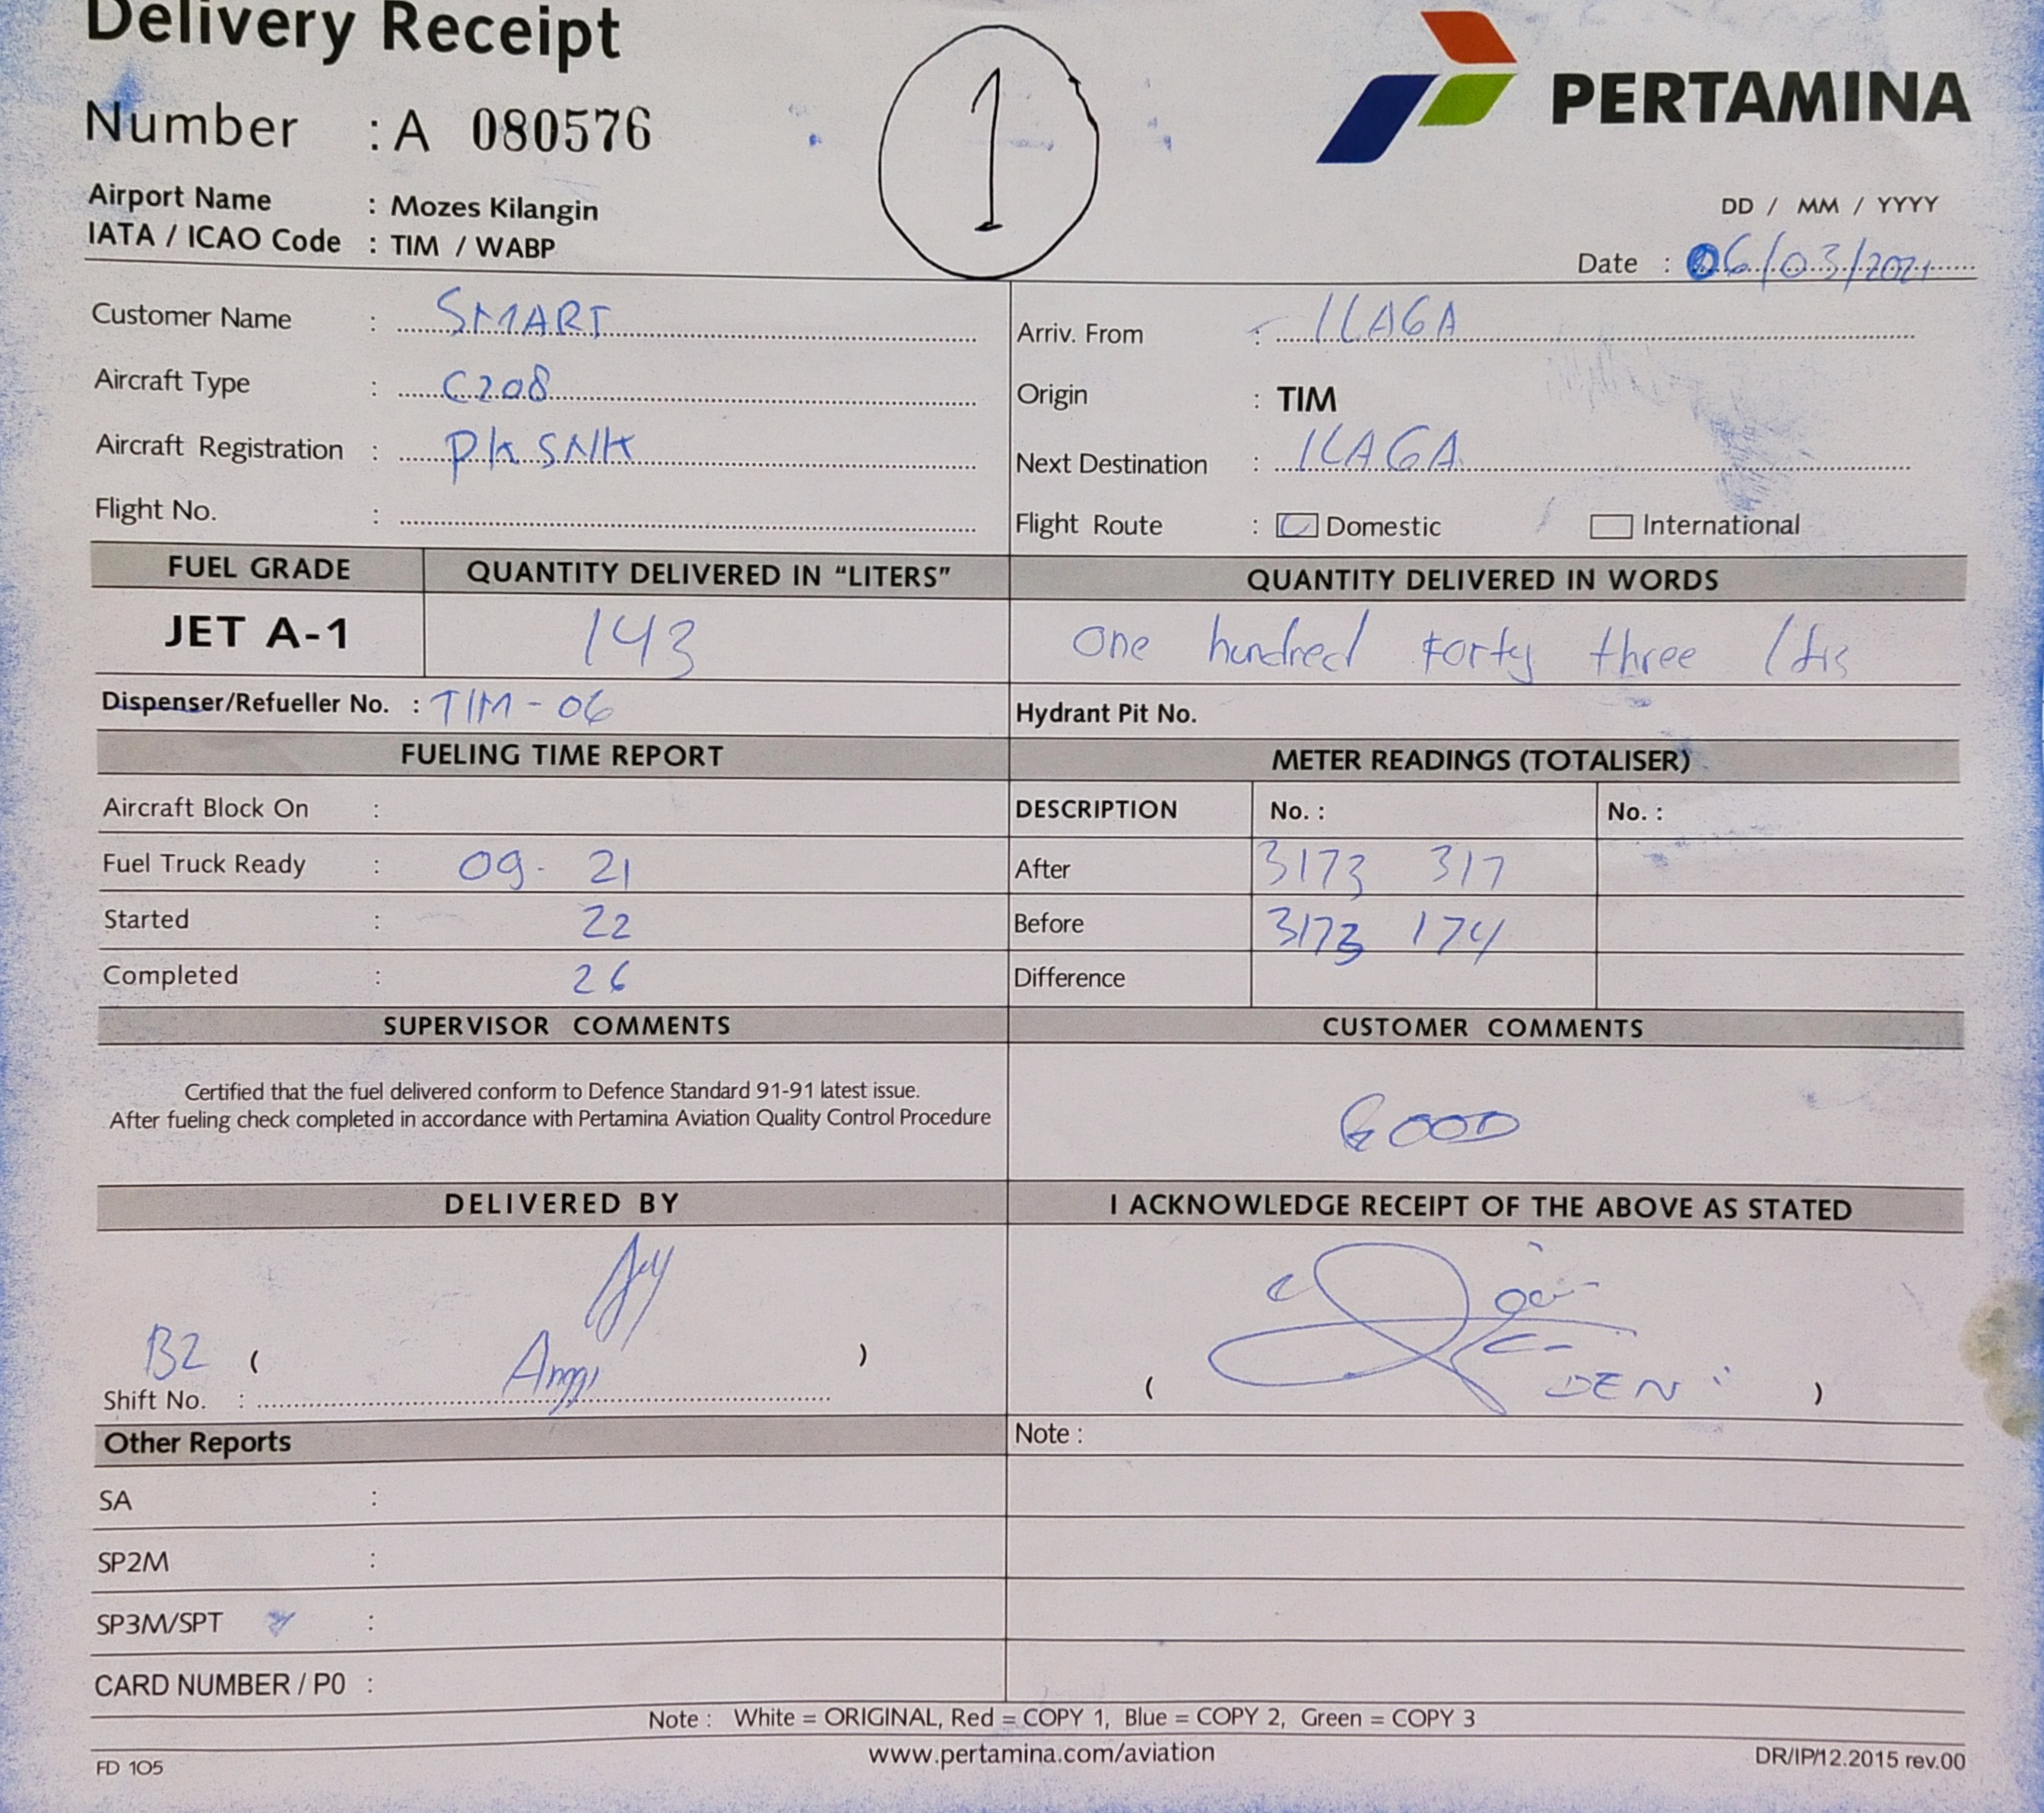 Delivery Receipt
1
PERTAMINA
Number : A 080576
Airport Name : Mozes Kilangin
IATA / ICAO Code : TIM / WABP
DD / MM / YYYY
Date : 06/03/2021
Customer Name : SMART
Arriv. From : ILAGA
Aircraft Type : C208
Origin : TIM
Aircraft Registration : PK SNK
Next Destination : ILAGA
Flight No. :
Flight Route : Domestic International
FUEL GRADE QUANTITY DELIVERED IN “LITERS” QUANTITY DELIVERED IN WORDS
JET A-1 143 one hundred forty three ltrs
Dispenser/Refueller No. : TIM - 06 Hydrant Pit No.
FUELING TIME REPORT METER READINGS (TOTALISER)
Aircraft Block On : DESCRIPTION No. : No. :
Fuel Truck Ready : 09 - 21 After 3173 317
Started : 22 Before 3173 174
Completed : 26 Difference
SUPERVISOR COMMENTS CUSTOMER COMMENTS
Certified that the fuel delivered conform to Defence Standard 91-91 latest issue.
After fueling check completed in accordance with Pertamina Aviation Quality Control Procedure
GOOD
DELIVERED BY I ACKNOWLEDGE RECEIPT OF THE ABOVE AS STATED
B2 ( Anggi )
Shift No. :
( DENi )
Other Reports Note :
SA :
SP2M :
SP3M/SPT :
CARD NUMBER / P0 :
Note : White = ORIGINAL, Red = COPY 1, Blue = COPY 2, Green = COPY 3
www.pertamina.com/aviation
FD 105 DR/IP/12.2015 rev.00